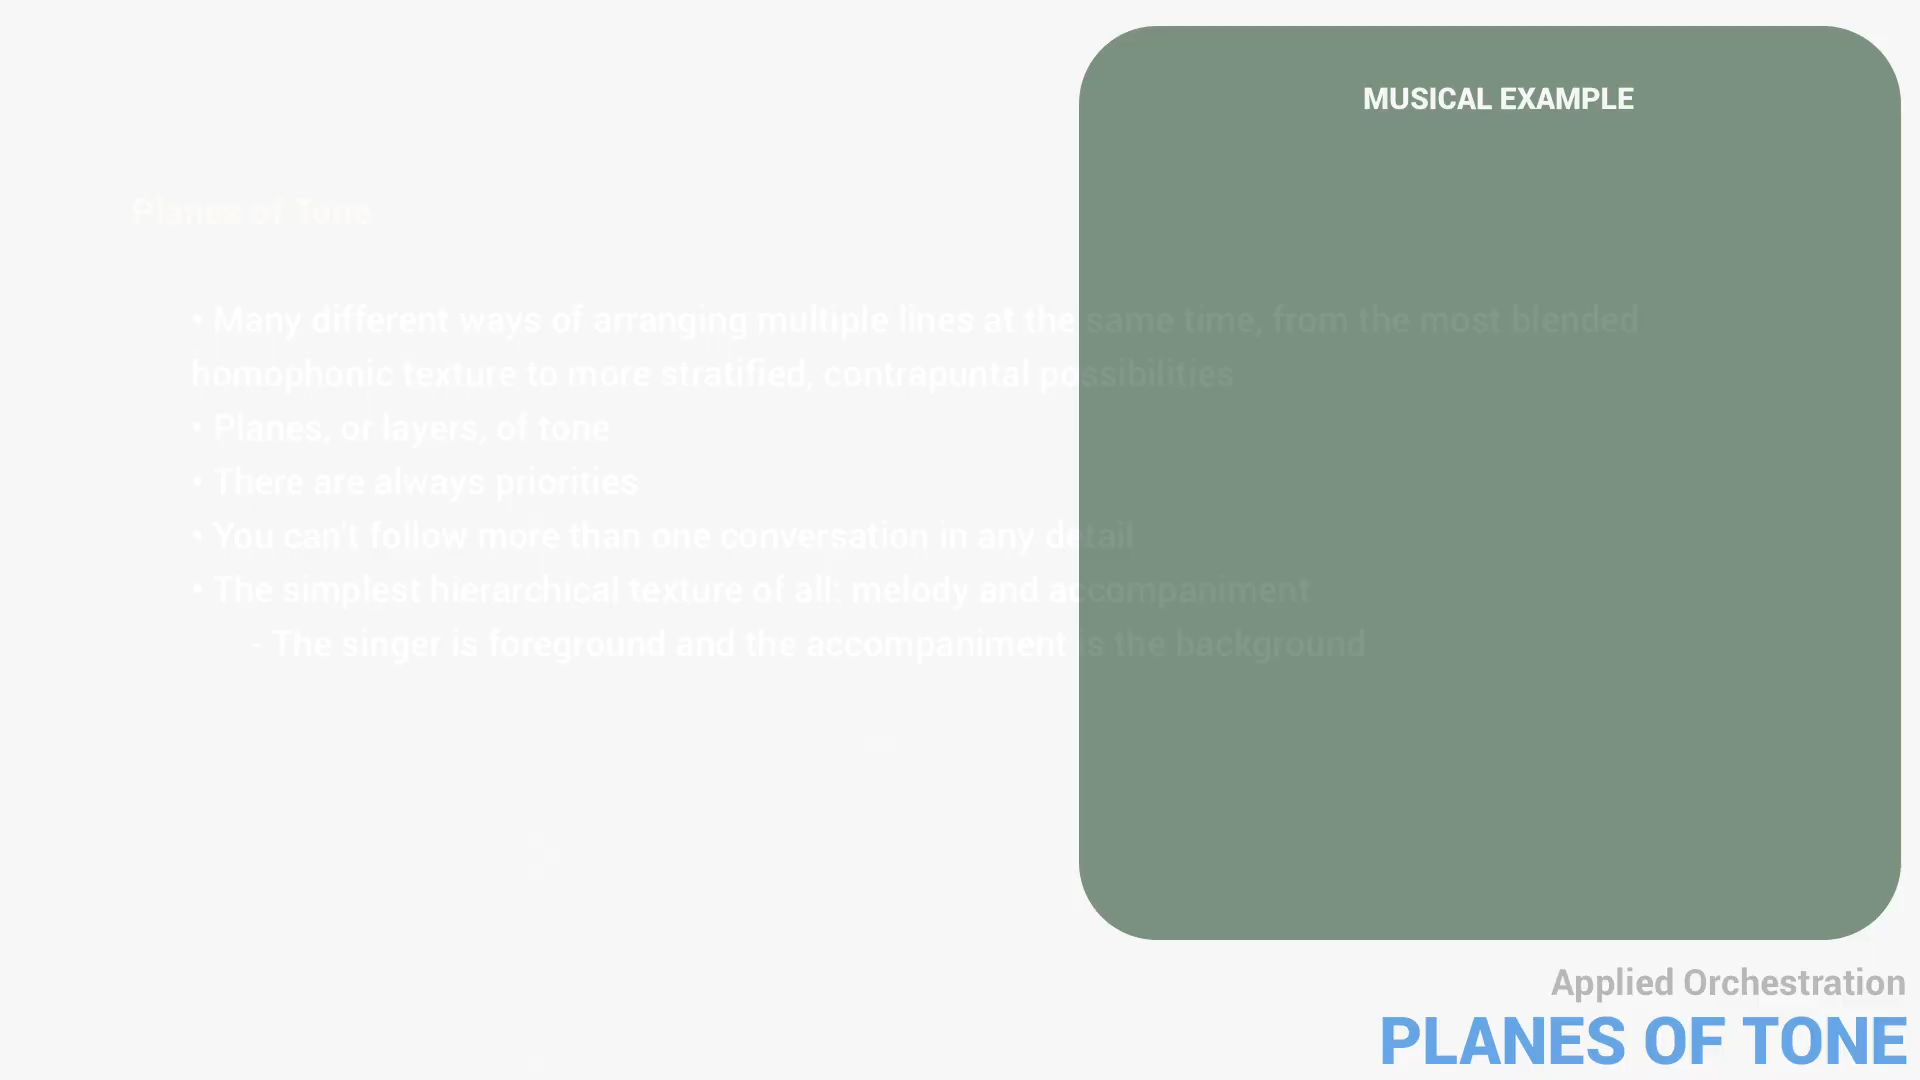 MUSICAL EXAMPLE
Planes of Tone
• Many different ways of arranging multiple lines at the same time, from the most blended
homophonic texture to more stratified, contrapuntal possibilities
• Planes, or layers, of tone
• There are always priorities
• You can't follow more than one conversation in any detail
• The simplest hierarchical texture of all: melody and accompaniment
- The singer is foreground and the accompaniment is the background
Applied Orchestration
PLANES OF TONE